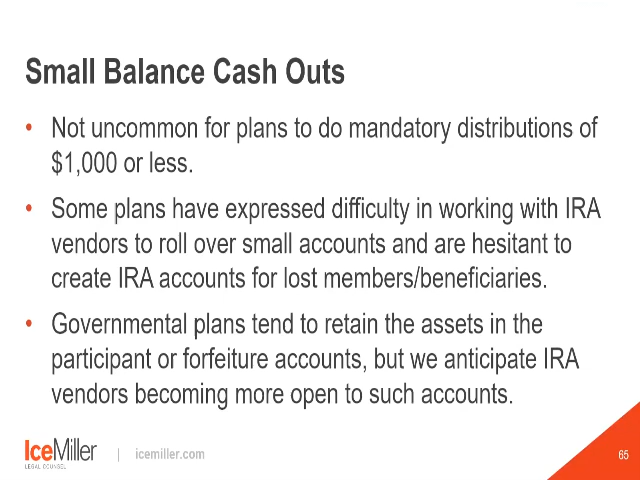 Small Balance Cash Outs
• Not uncommon for plans to do mandatory distributions of
$1,000 or less.
• Some plans have expressed difficulty in working with IRA
vendors to roll over small accounts and are hesitant to
create IRA accounts for lost members/beneficiaries.
• Governmental plans tend to retain the assets in the
participant or forfeiture accounts, but we anticipate IRA
vendors becoming more open to such accounts.
IceMiller
LEGAL COUNSEL
| icemiller.com
65